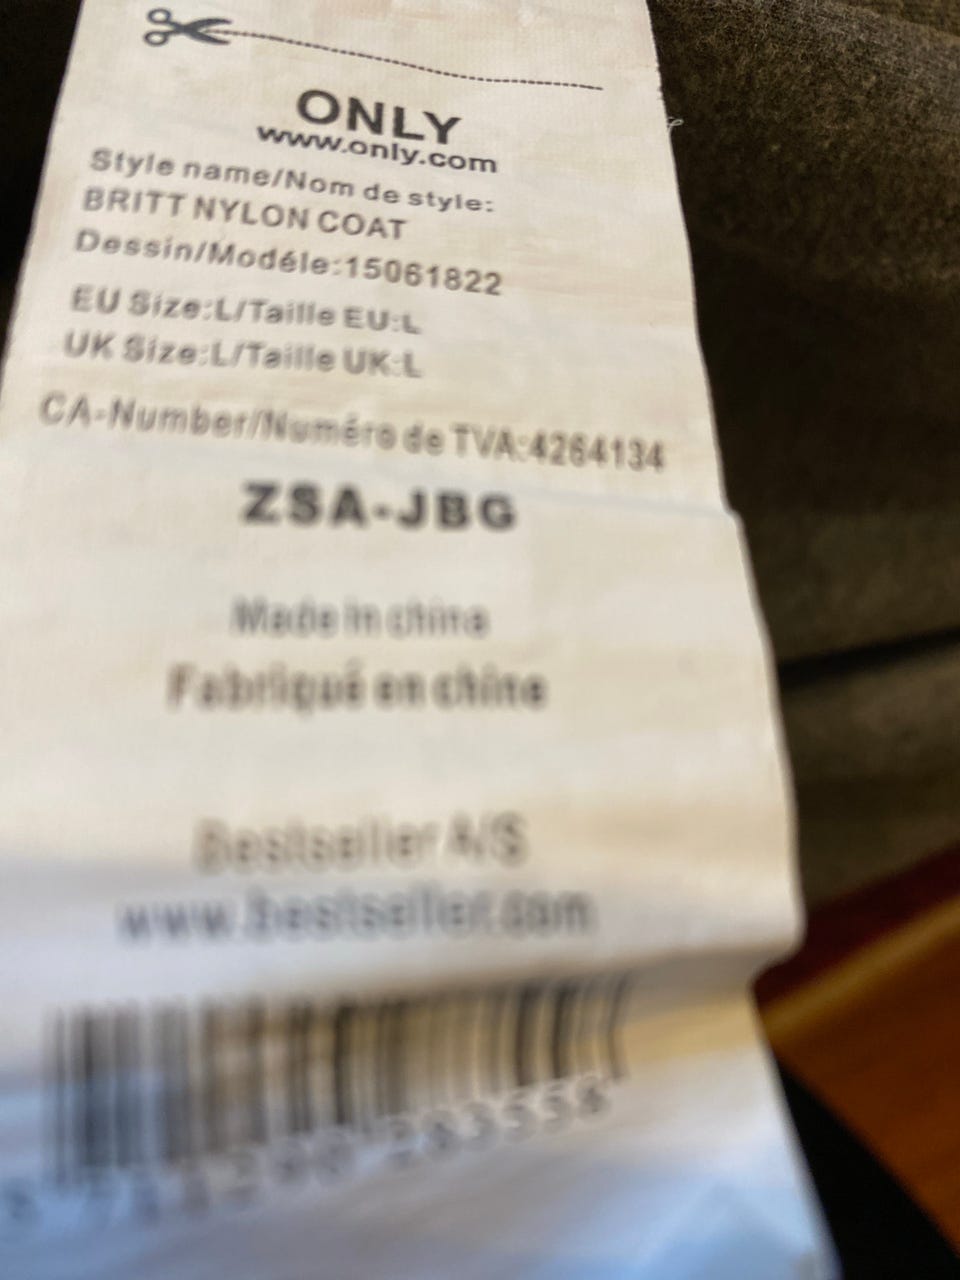 ONLY
www.only.com
Style name/Nom de style:
BRITT NYLON COAT
Dessin/Modéle:15061822
EU Size:L/Taille EU:L
UK Size:L/Taille UK:L
CA-Number/Numéro de TVA:4264134
ZSA-JBG
Made in china
Fabriqué en chine
Bestseller A/S
www.bestseller.com